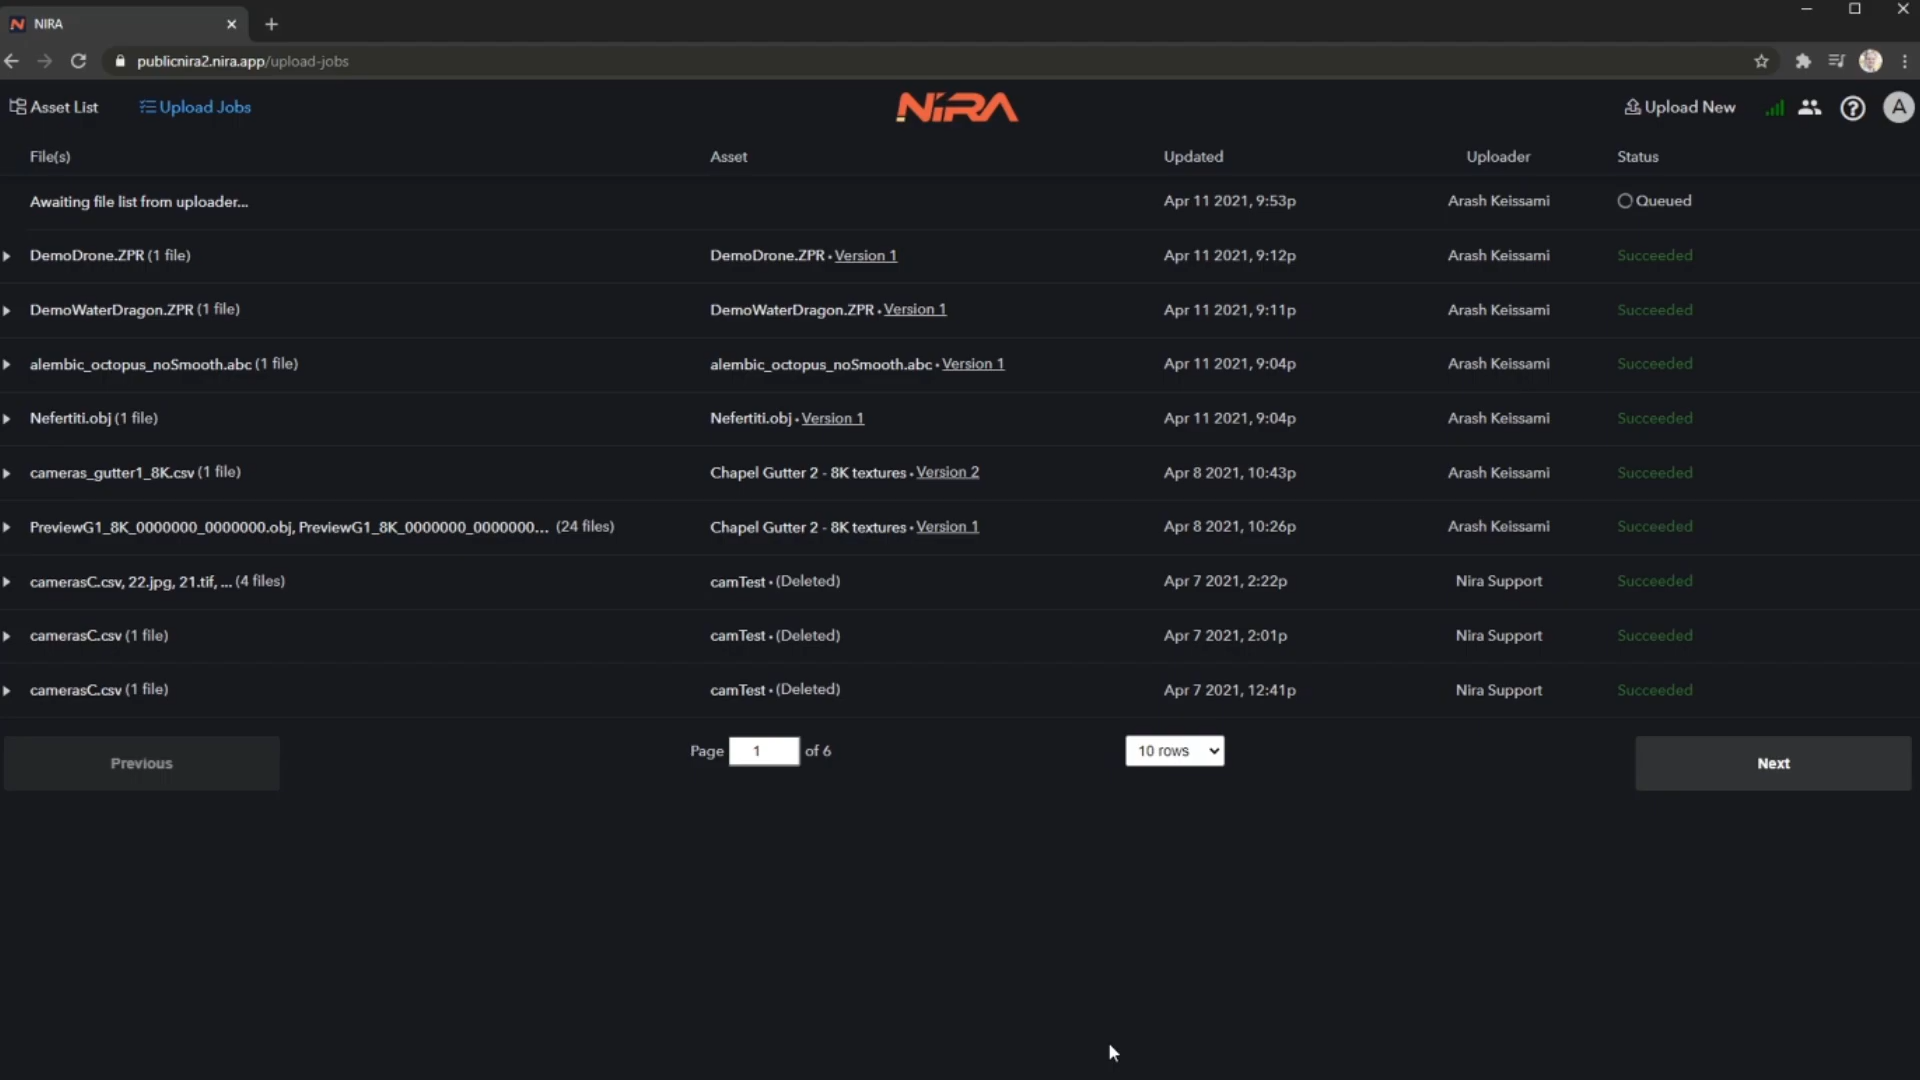 NIRA
publicnira2.nira.app/upload-jobs
Asset List Upload Jobs NiRA Upload New A
File(s) Asset Updated Uploader Status
Awaiting file list from uploader... Apr 11 2021, 9:53p Arash Keissami Queued
DemoDrone.ZPR (1 file) DemoDrone.ZPR • Version 1 Apr 11 2021, 9:12p Arash Keissami Succeeded
DemoWaterDragon.ZPR (1 file) DemoWaterDragon.ZPR • Version 1 Apr 11 2021, 9:11p Arash Keissami Succeeded
alembic_octopus_noSmooth.abc (1 file) alembic_octopus_noSmooth.abc • Version 1 Apr 11 2021, 9:04p Arash Keissami Succeeded
Nefertiti.obj (1 file) Nefertiti.obj • Version 1 Apr 11 2021, 9:04p Arash Keissami Succeeded
cameras_gutter1_8K.csv (1 file) Chapel Gutter 2 - 8K textures • Version 2 Apr 8 2021, 10:43p Arash Keissami Succeeded
PreviewG1_8K_0000000_0000000.obj, PreviewG1_8K_0000000_0000000... (24 files) Chapel Gutter 2 - 8K textures • Version 1 Apr 8 2021, 10:26p Arash Keissami Succeeded
camerasC.csv, 22.jpg, 21.tif, ... (4 files) camTest • (Deleted) Apr 7 2021, 2:22p Nira Support Succeeded
camerasC.csv (1 file) camTest • (Deleted) Apr 7 2021, 2:01p Nira Support Succeeded
camerasC.csv (1 file) camTest • (Deleted) Apr 7 2021, 12:41p Nira Support Succeeded
Previous Page 1 of 6 10 rows Next